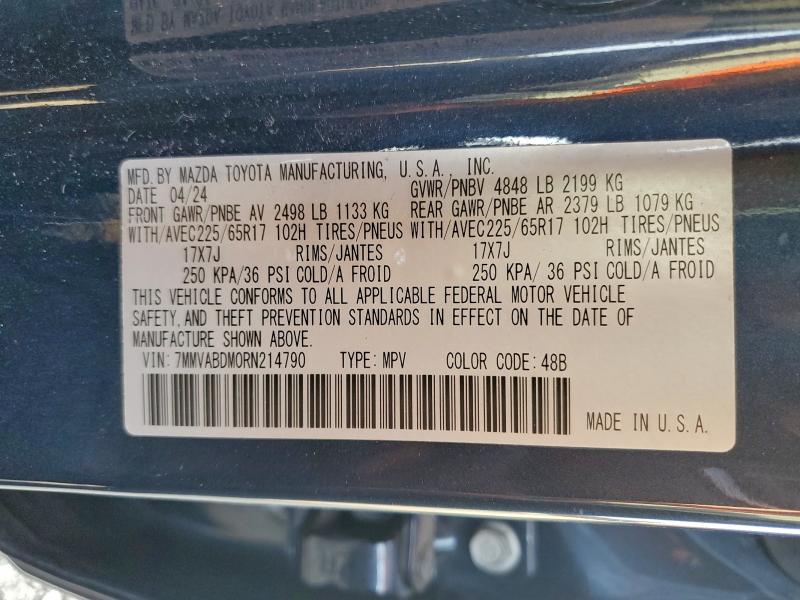 MFD. BY MAZDA TOYOTA MANUFACTURING, U.S.A., INC.
DATE 04/24 GVWR/PNBV 4848 LB 2199 KG
FRONT GAWR/PNBE AV 2498 LB 1133 KG REAR GAWR/PNBE AR 2379 LB 1079 KG
WITH/AVEC225/65R17 102H TIRES/PNEUS WITH/AVEC225/65R17 102H TIRES/PNEUS
17X7J RIMS/JANTES 17X7J RIMS/JANTES
250 KPA/36 PSI COLD/A FROID 250 KPA/ 36 PSI COLD/A FROID
THIS VEHICLE CONFORMS TO ALL APPLICABLE FEDERAL MOTOR VEHICLE
SAFETY, AND THEFT PREVENTION STANDARDS IN EFFECT ON THE DATE OF
MANUFACTURE SHOWN ABOVE.
VIN: 7MMVABDM0RN214790 TYPE: MPV COLOR CODE: 48B
MADE IN U.S.A.